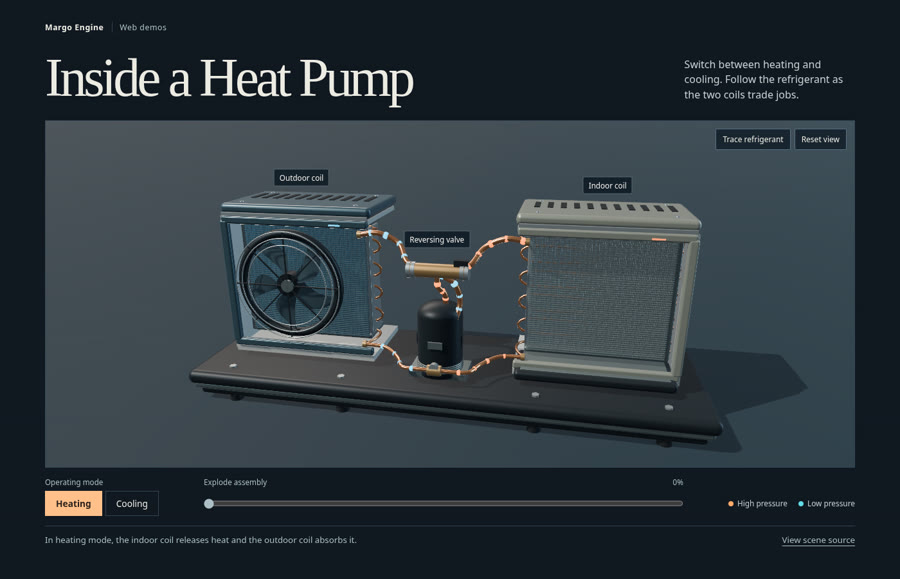 Margo Engine
Web demos
Inside a Heat Pump
Switch between heating and
cooling. Follow the refrigerant as
the two coils trade jobs.
Trace refrigerant
Reset view
Outdoor coil
Indoor coil
Reversing valve
Operating mode
Heating
Cooling
Explode assembly
0%
High pressure
Low pressure
In heating mode, the indoor coil releases heat and the outdoor coil absorbs it.
View scene source